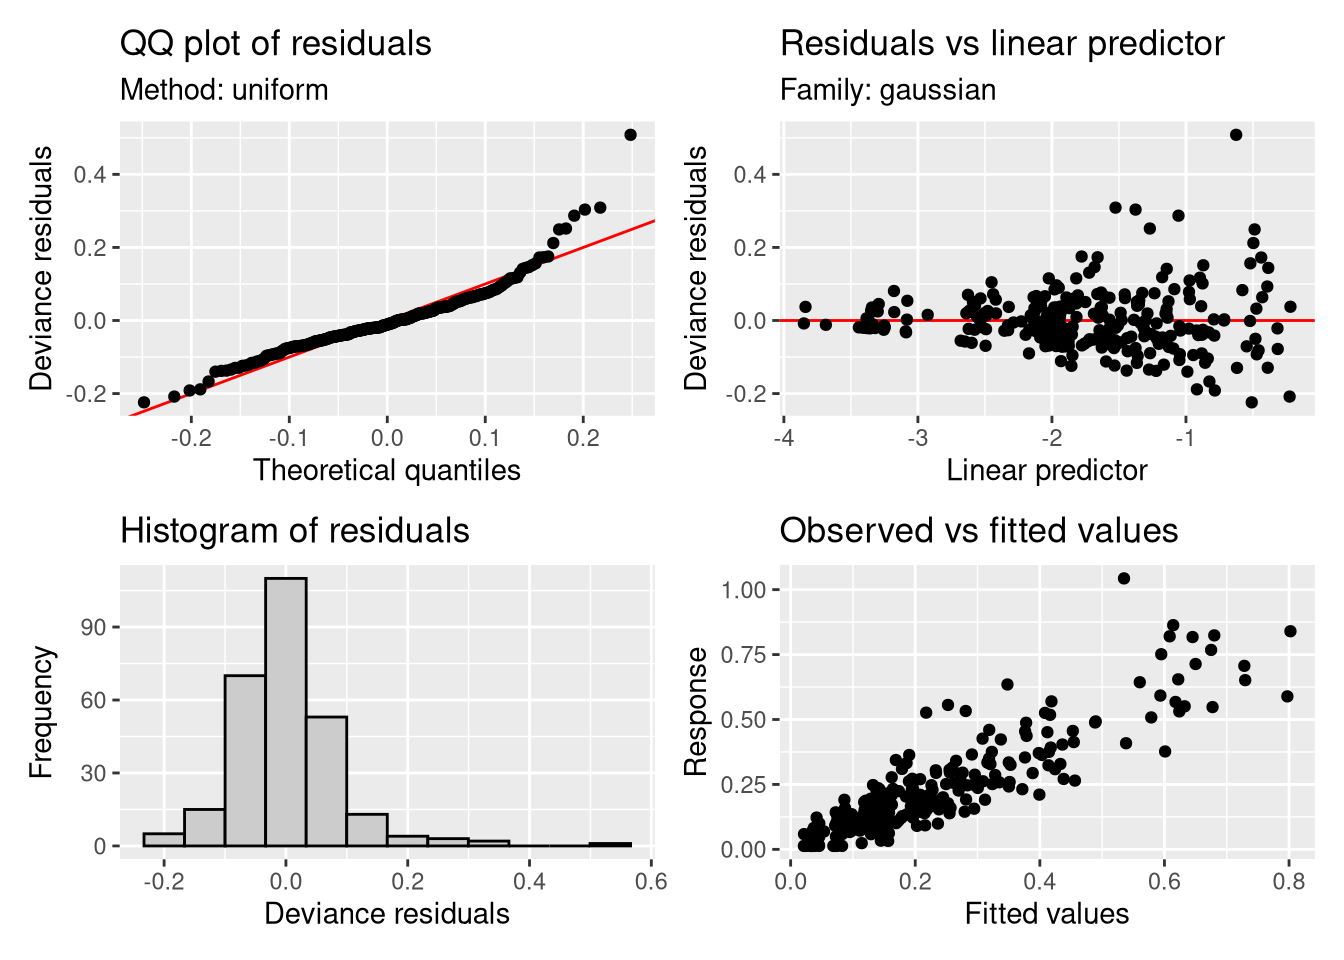 QQ plot of residuals
Method: uniform
Deviance residuals
0.4
0.2
0.0
-0.2
-0.2
-0.1
0.0
0.1
0.2
Theoretical quantiles
Residuals vs linear predictor
Family: gaussian
Deviance residuals
0.4
0.2
0.0
-0.2
-4
-3
-2
-1
Linear predictor
Histogram of residuals
Frequency
90
60
30
0
-0.2
0.0
0.2
0.4
0.6
Deviance residuals
Observed vs fitted values
Response
1.00
0.75
0.50
0.25
0.00
0.0
0.2
0.4
0.6
0.8
Fitted values